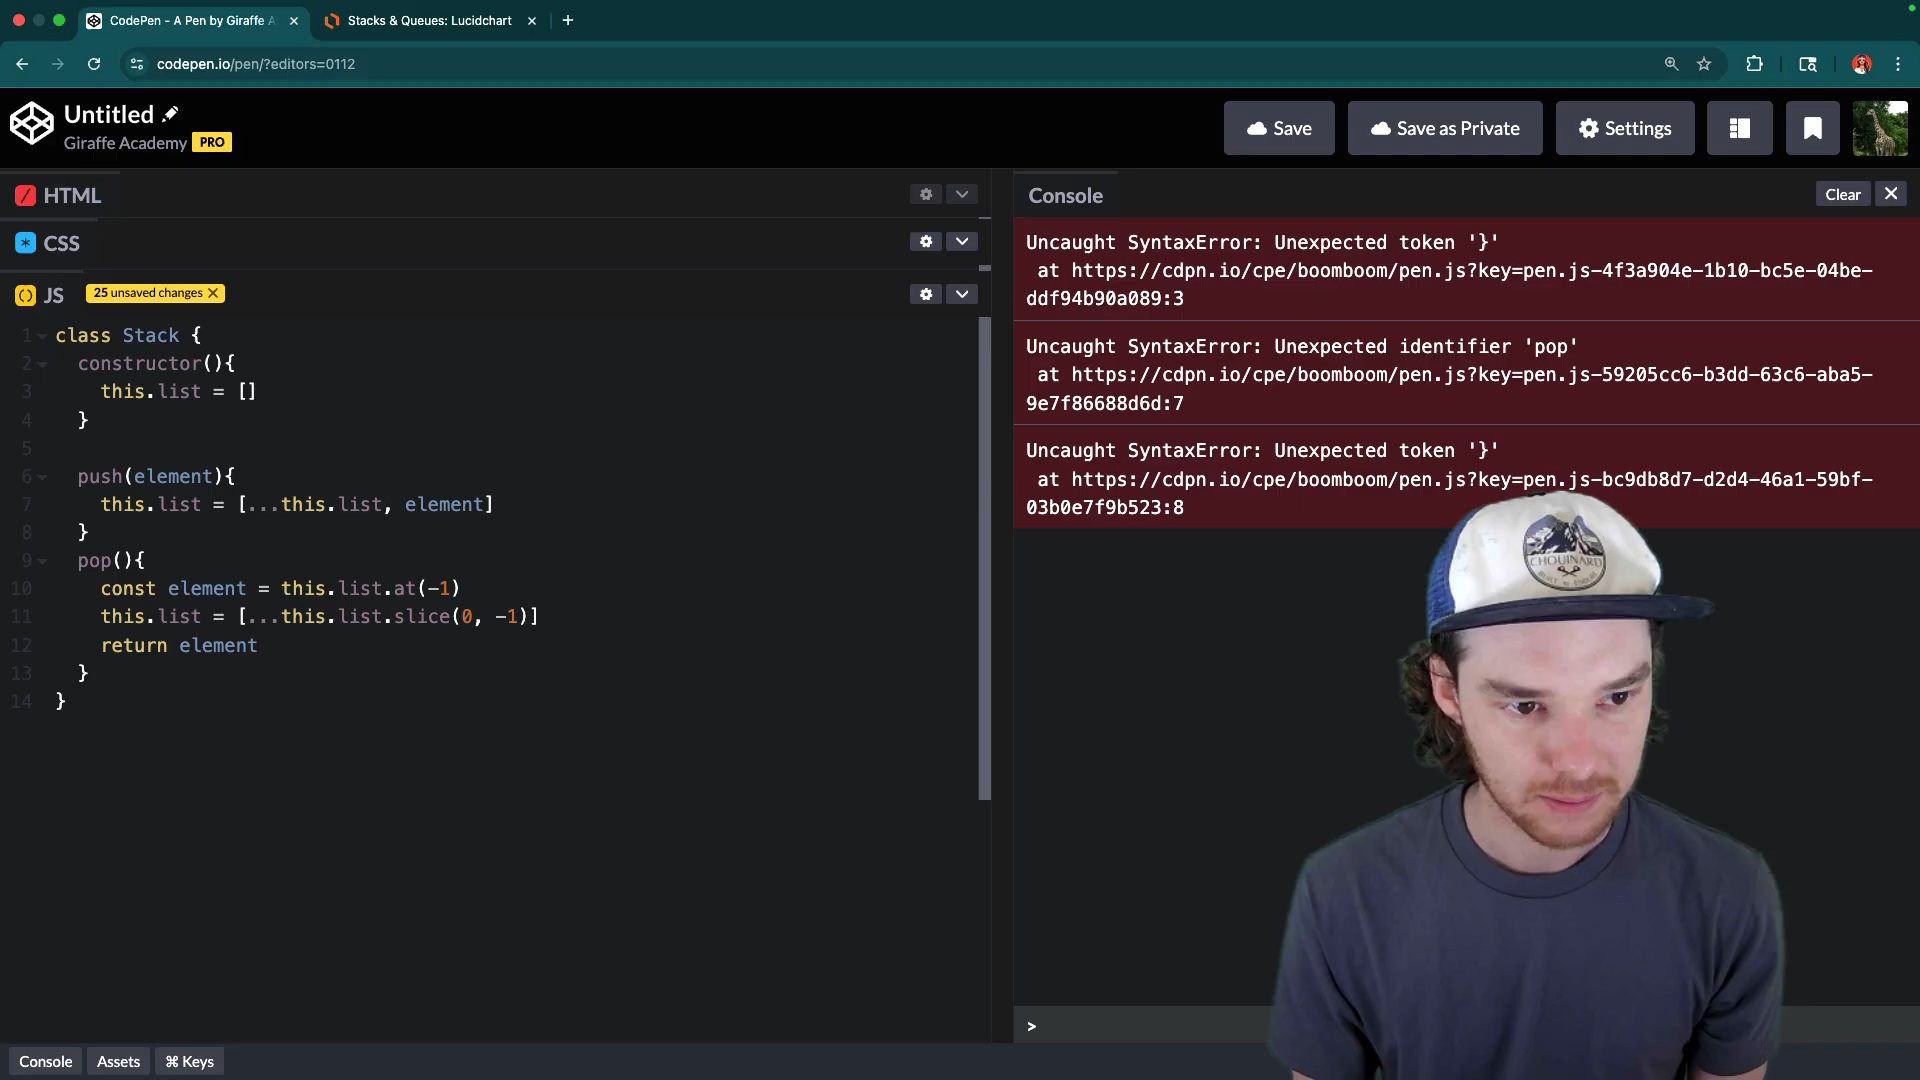 CodePen - A Pen by Giraffe A
Stacks & Queues: Lucidchart
codepen.io/pen/?editors=0112
Untitled
Giraffe Academy PRO
Save
Save as Private
Settings
HTML
CSS
JS
25 unsaved changes
1 class Stack {
2 constructor(){
3 this.list = []
4 }
5
6 push(element){
7 this.list = [...this.list, element]
8 }
9 pop(){
10 const element = this.list.at(-1)
11 this.list = [...this.list.slice(0, -1)]
12 return element
13 }
14 }
Console
Clear
Uncaught SyntaxError: Unexpected token '}'
at https://cdpn.io/cpe/boomboom/pen.js?key=pen.js-4f3a904e-1b10-bc5e-04be-
ddf94b90a089:3
Uncaught SyntaxError: Unexpected identifier 'pop'
at https://cdpn.io/cpe/boomboom/pen.js?key=pen.js-59205cc6-b3dd-63c6-aba5-
9e7f86688d6d:7
Uncaught SyntaxError: Unexpected token '}'
at https://cdpn.io/cpe/boomboom/pen.js?key=pen.js-bc9db8d7-d2d4-46a1-59bf-
03b0e7f9b523:8
CHOUINARD
>
Console
Assets
⌘ Keys